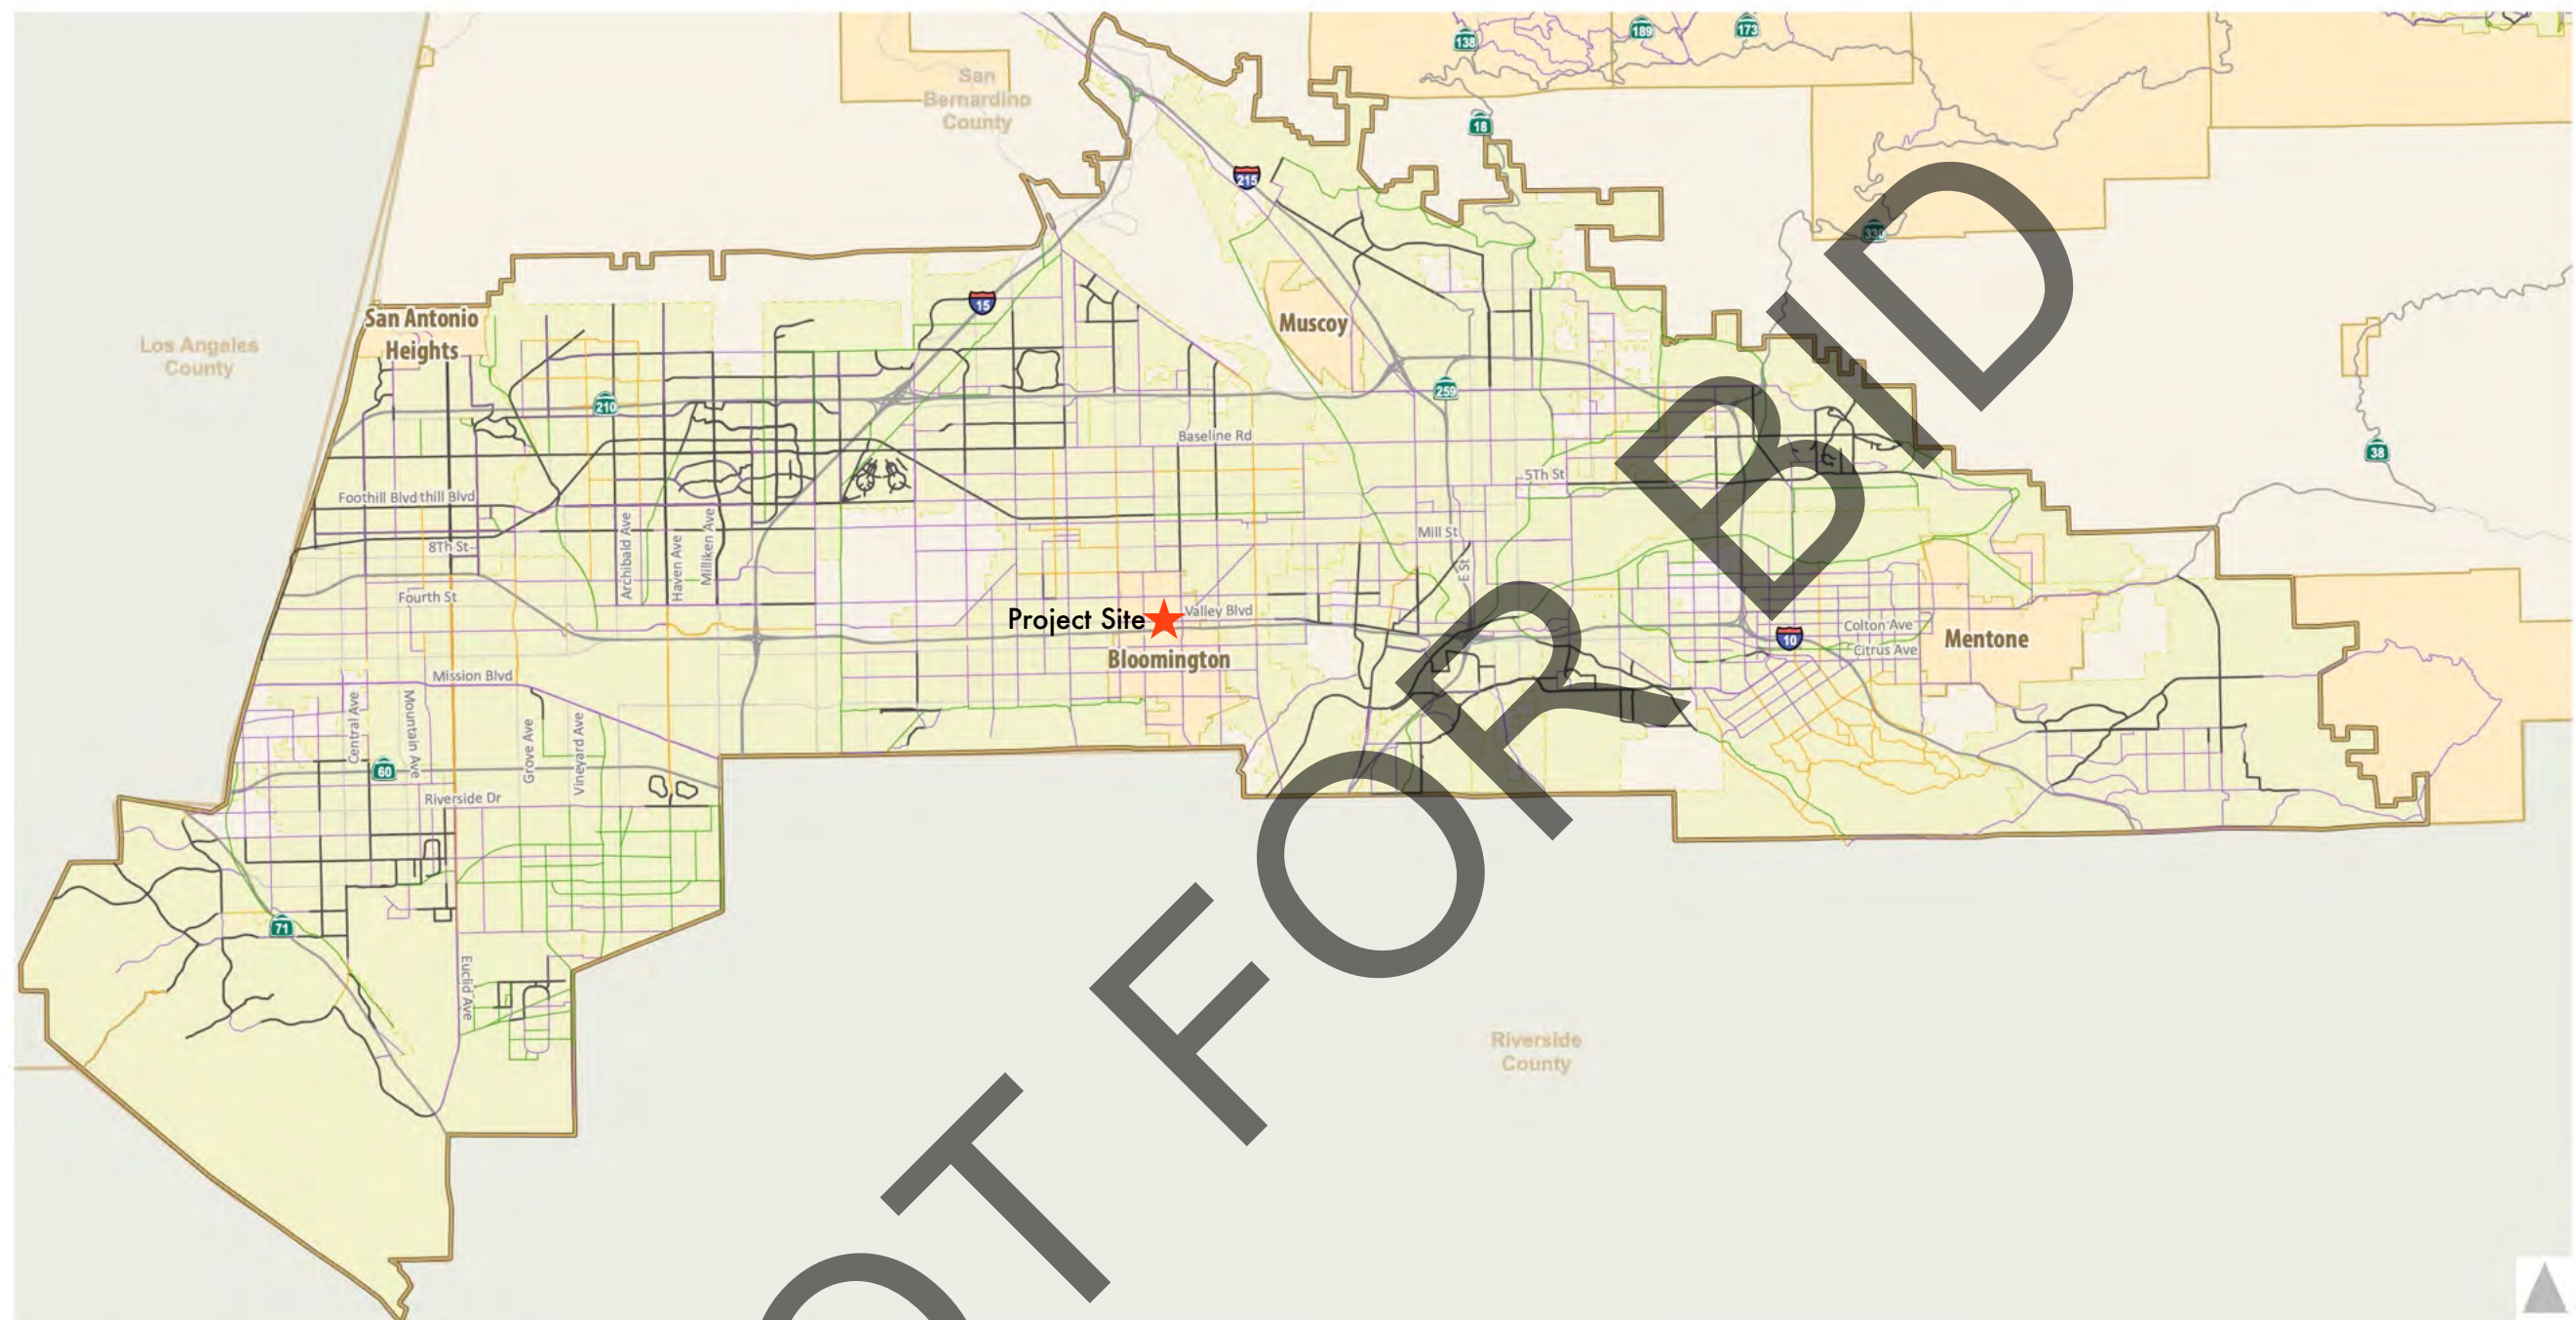 138
189
173
San
Bernardino
County
18
215
330
15
San Antonio
Heights
Muscoy
Los Angeles
County
259
210
Baseline Rd
38
5Th St
Foothill Blvd thill Blvd
Mill St
8Th St
Archibald Ave
Haven Ave
Milliken Ave
E St
Fourth St
Project Site
Valley Blvd
Colton Ave
10
Mentone
Citrus Ave
Bloomington
Mission Blvd
Central Ave
Mountain Ave
Grove Ave
Vineyard Ave
60
Riverside Dr
71
Euclid Ave
Riverside
County
OT FOR BID